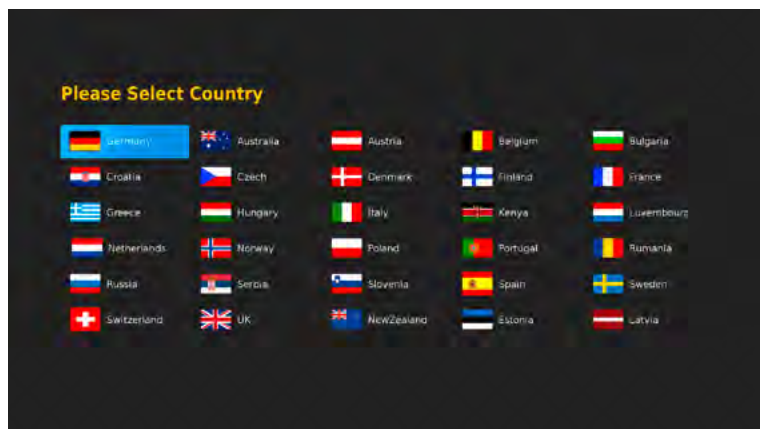 Please Select Country
Germany Australia Austria Belgium Bulgaria
Croatia Czech Denmark Finland France
Greece Hungary Italy Kenya Luxembourg
Netherlands Norway Poland Portugal Rumania
Russia Serbia Slovenia Spain Sweden
Switzerland UK NewZealand Estonia Latvia